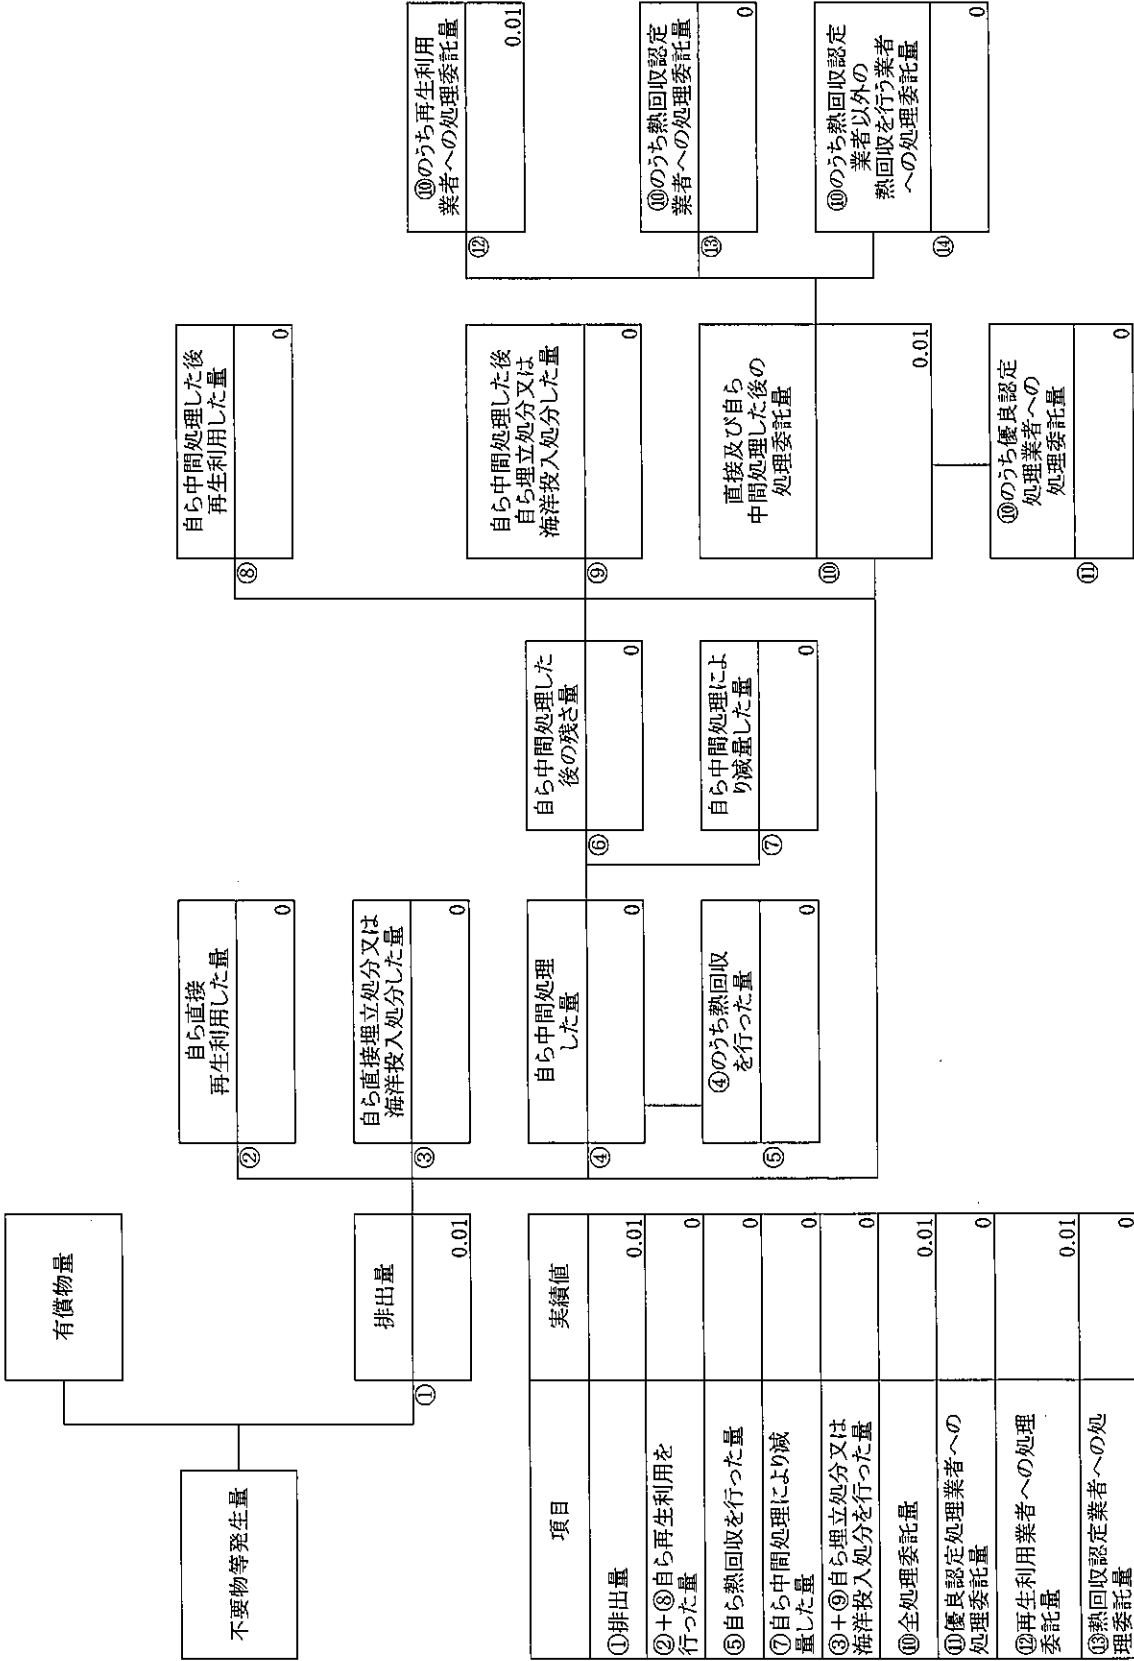 不要物等発生量
有償物量
①
排出量
0.01
②
自ら直接
再生利用した量
0
③
自ら直接埋立処分又は
海洋投入処分した量
0
④
自ら中間処理
した量
0
⑤
④のうち熱回収
を行った量
0
⑥
自ら中間処理した
後の残さ量
0
⑦
自ら中間処理によ
り減量した量
0
⑧
自ら中間処理した後
再生利用した量
0
⑨
自ら中間処理した後
自ら埋立処分又は
海洋投入処分した量
0
⑩
直接及び自ら
中間処理した後の
処理委託量
0.01
⑪
⑩のうち優良認定
処理業者への
処理委託量
0
⑫
⑩のうち再生利用
業者への処理委託量
0.01
⑬
⑩のうち熱回収認定
業者への処理委託量
0
⑭
⑩のうち熱回収認定
業者以外の
熱回収を行う業者
への処理委託量
0
項目 実績値
①排出量 0.01
②+⑧自ら再生利用を
行った量 0
⑤自ら熱回収を行った量 0
⑦自ら中間処理により減
量した量 0
③+⑨自ら埋立処分又は
海洋投入処分を行った量 0
⑩全処理委託量 0.01
⑪優良認定処理業者への
処理委託量 0
⑫再生利用業者への処理
委託量 0.01
⑬熱回収認定業者への処
理委託量 0